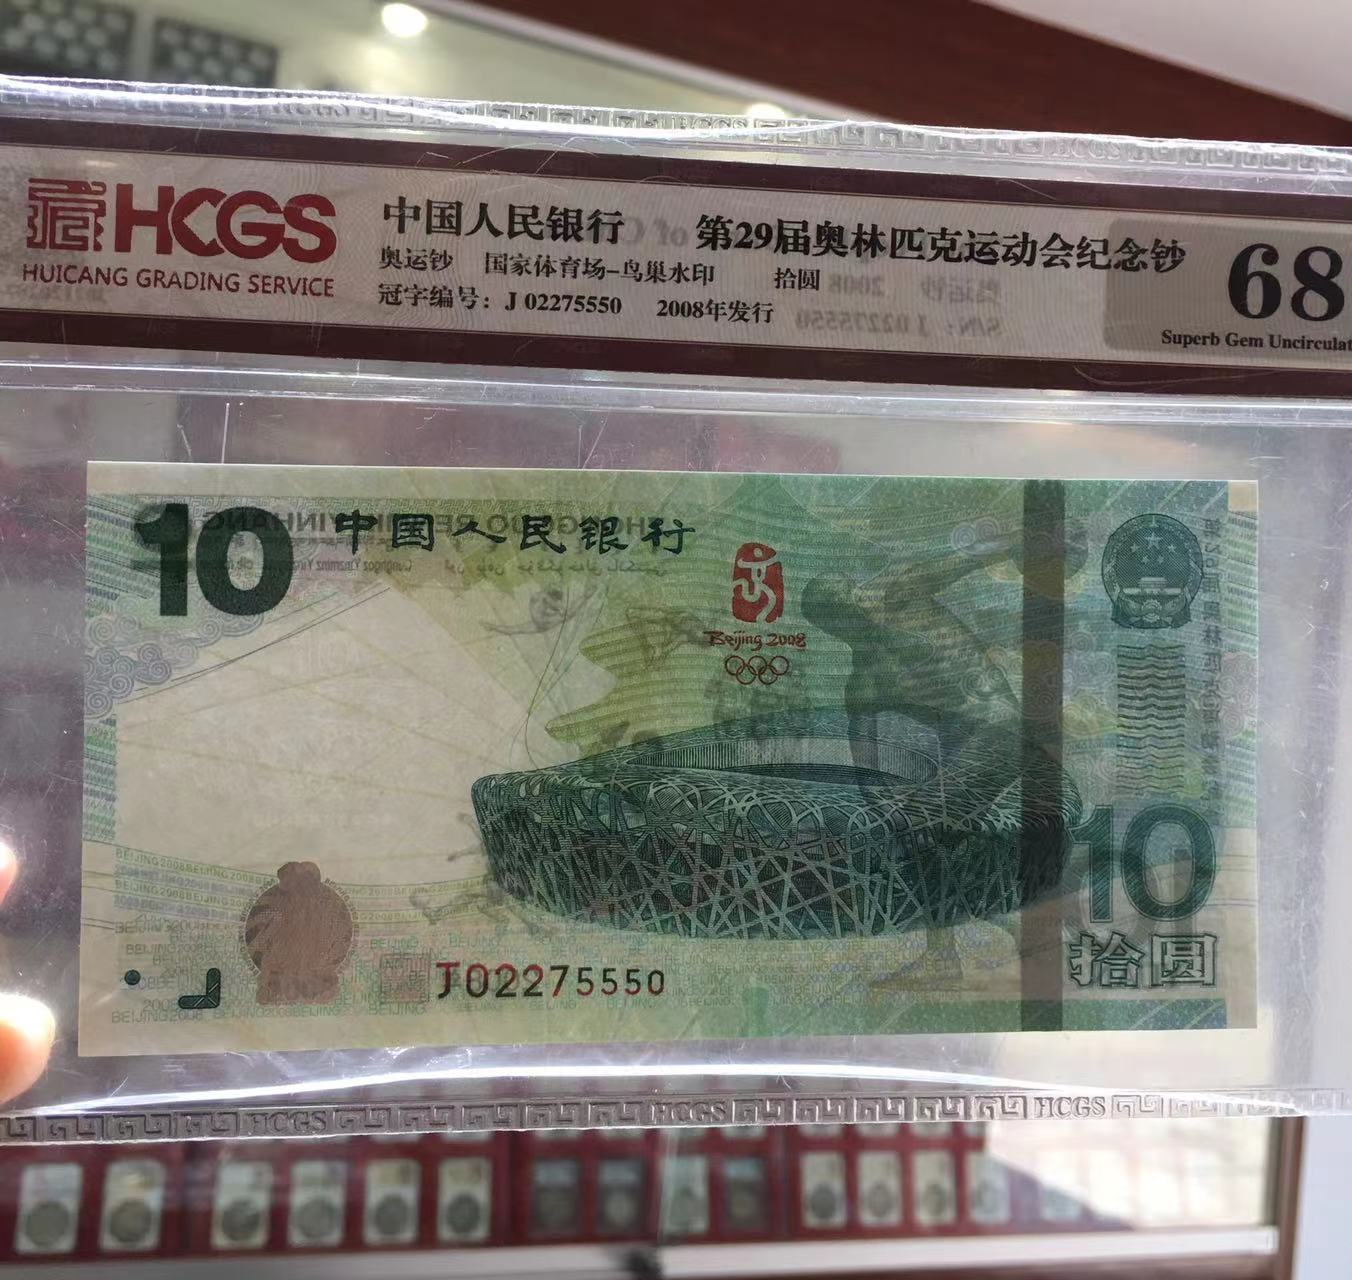 HCGS
HUICANG GRADING SERVICE
中国人民银行 第29届奥林匹克运动会纪念钞
奥运钞 国家体育场-鸟巢水印 拾圆
冠字编号：J 02275550 2008年发行
68
Superb Gem Uncirculat
10 中国人民银行
Beijing 2008
J02275550
10
拾圆
HCGS HCGS HCGS